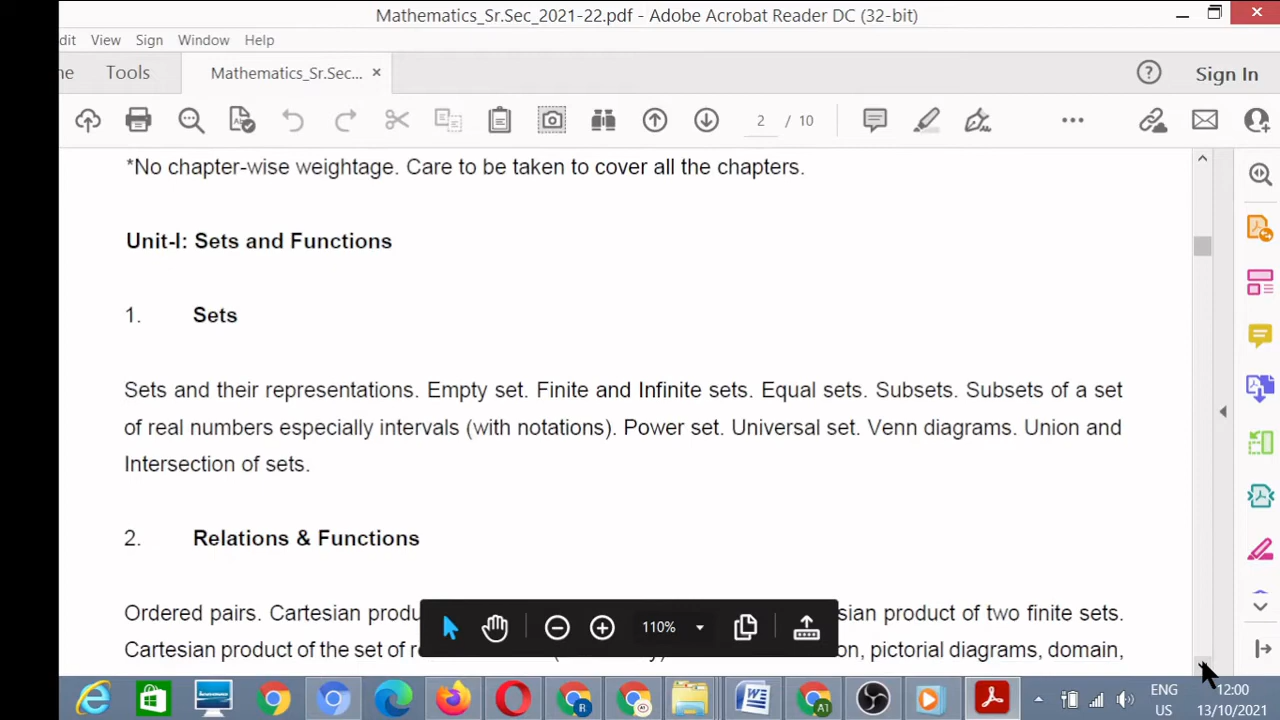 Mathematics_Sr.Sec_2021-22.pdf - Adobe Acrobat Reader DC (32-bit)
dit View Sign Window Help
ne Tools Mathematics_Sr.Sec... × Sign In
2 / 10
*No chapter-wise weightage. Care to be taken to cover all the chapters.
Unit-I: Sets and Functions
1. Sets
Sets and their representations. Empty set. Finite and Infinite sets. Equal sets. Subsets. Subsets of a set
of real numbers especially intervals (with notations). Power set. Universal set. Venn diagrams. Union and
Intersection of sets.
2. Relations & Functions
Ordered pairs. Cartesian produ sian product of two finite sets.
110%
Cartesian product of the set of re on, pictorial diagrams, domain,
ENG 12:00
US 13/10/2021